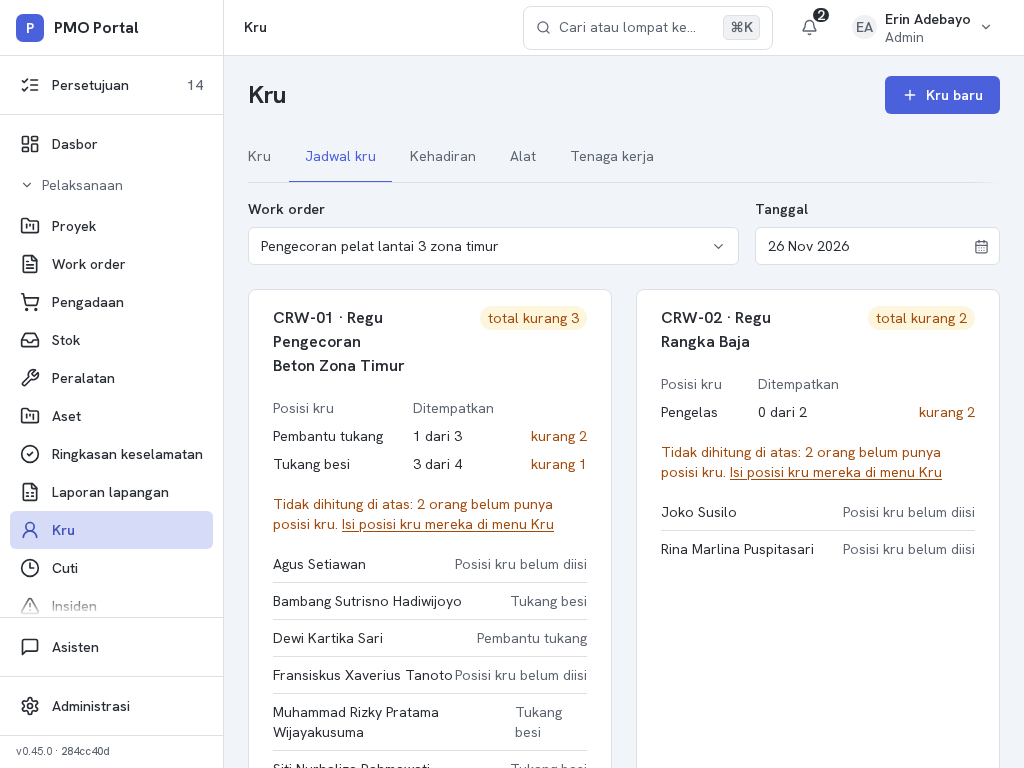 P PMO Portal
Kru
Cari atau lompat ke...
⌘K
2
EA
Erin Adebayo
Admin
Persetujuan 14
Dasbor
Pelaksanaan
Proyek
Work order
Pengadaan
Stok
Peralatan
Aset
Ringkasan keselamatan
Laporan lapangan
Kru
Cuti
Insiden
Asisten
Administrasi
v0.45.0 · 284cc40d
Kru
Kru baru
Kru Jadwal kru Kehadiran Alat Tenaga kerja
Work order
Pengecoran pelat lantai 3 zona timur
Tanggal
26 Nov 2026
CRW-01 · Regu
Pengecoran
Beton Zona Timur
total kurang 3
Posisi kru Ditempatkan
Pembantu tukang 1 dari 3 kurang 2
Tukang besi 3 dari 4 kurang 1
Tidak dihitung di atas: 2 orang belum punya
posisi kru. Isi posisi kru mereka di menu Kru
Agus Setiawan Posisi kru belum diisi
Bambang Sutrisno Hadiwijoyo Tukang besi
Dewi Kartika Sari Pembantu tukang
Fransiskus Xaverius Tanoto Posisi kru belum diisi
Muhammad Rizky Pratama
Wijayakusuma
Tukang
besi
CRW-02 · Regu
Rangka Baja
total kurang 2
Posisi kru Ditempatkan
Pengelas 0 dari 2 kurang 2
Tidak dihitung di atas: 2 orang belum punya
posisi kru. Isi posisi kru mereka di menu Kru
Joko Susilo Posisi kru belum diisi
Rina Marlina Puspitasari Posisi kru belum diisi